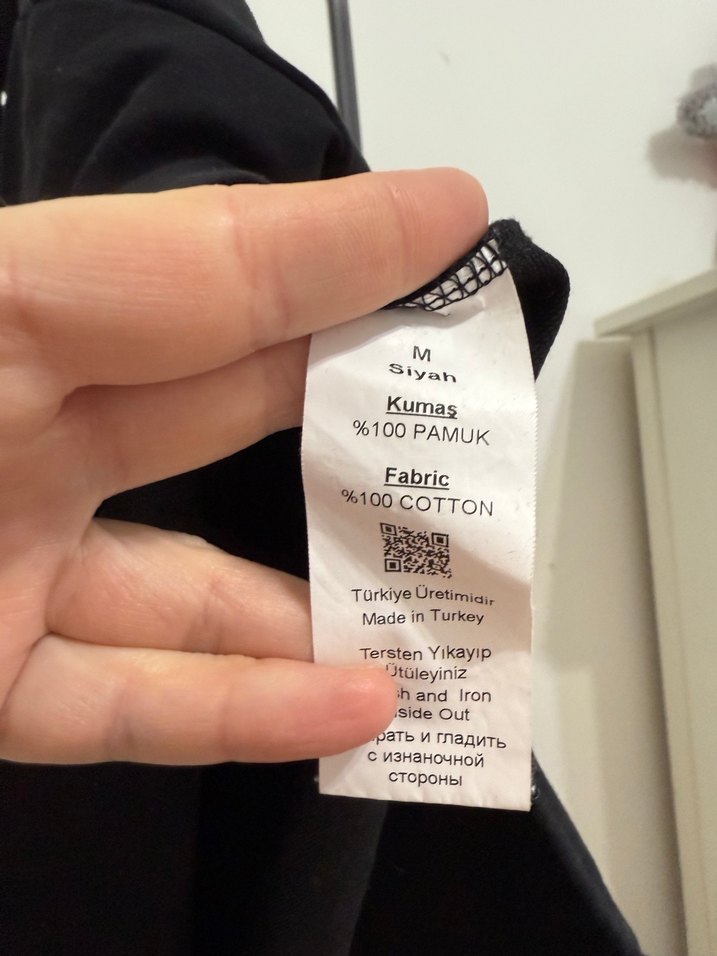 M
Siyah
Kumaş
%100 PAMUK
Fabric
%100 COTTON
Türkiye Üretimidir
Made in Turkey
Tersten Yıkayıp
Ütüleyiniz
and Iron
Out
и гладить
с изнаночной
стороны